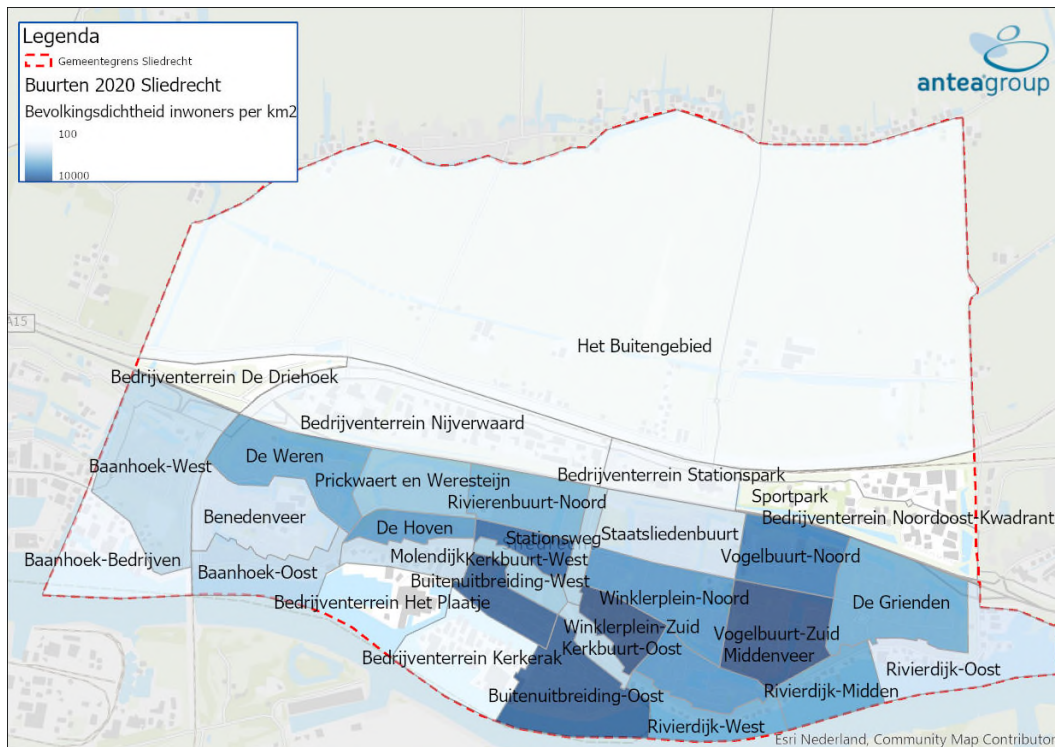 Legenda
Gemeentegrens Sliedrecht
Buurten 2020 Sliedrecht
Bevolkingsdichtheid inwoners per km2
100
10000
anteagroup
A15
Het Buitengebied
Bedrijventerrein De Driehoek
Bedrijventerrein Nijverwaard
Baanhoek-West
De Weren
Prickwaert en Weresteijn
Bedrijventerrein Stationspark
Sportpark
Rivierenbuurt-Noord
Benedenveer
Bedrijventerrein Noordoost-Kwadrant
De Hoven
Stationsweg
Staatsliedenbuurt
Sliedrecht
Vogelbuurt-Noord
Baanhoek-Bedrijven
Molendijk
Kerkbuurt-West
Baanhoek-Oost
Buitenuitbreiding-West
Bedrijventerrein Het Plaatje
Winklerplein-Noord
De Grienden
Winklerplein-Zuid
Vogelbuurt-Zuid
Kerkbuurt-Oost
Middenveer
Bedrijventerrein Kerkerak
Rivierdijk-Oost
Buitenuitbreiding-Oost
Rivierdijk-Midden
Rivierdijk-West
Esri Nederland, Community Map Contributor